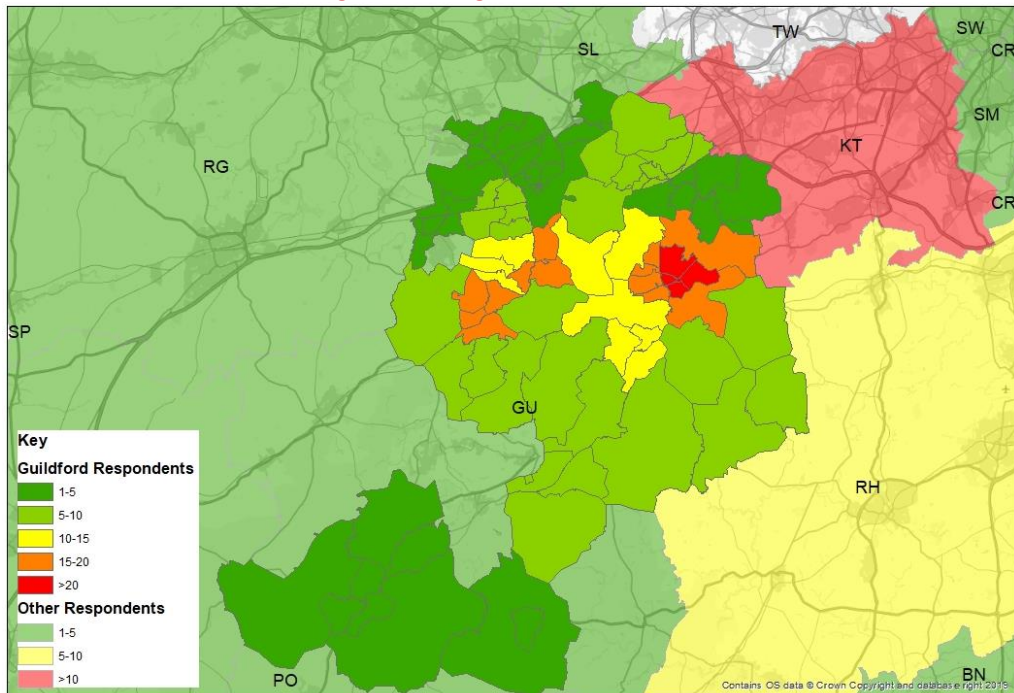 SL
TW
SW
CR
SM
RG
KT
CR
SP
GU
RH
PO
BN
Key
Guildford Respondents
1-5
5-10
10-15
15-20
>20
Other Respondents
1-5
5-10
>10
Contains OS data © Crown Copyright and database right 2019